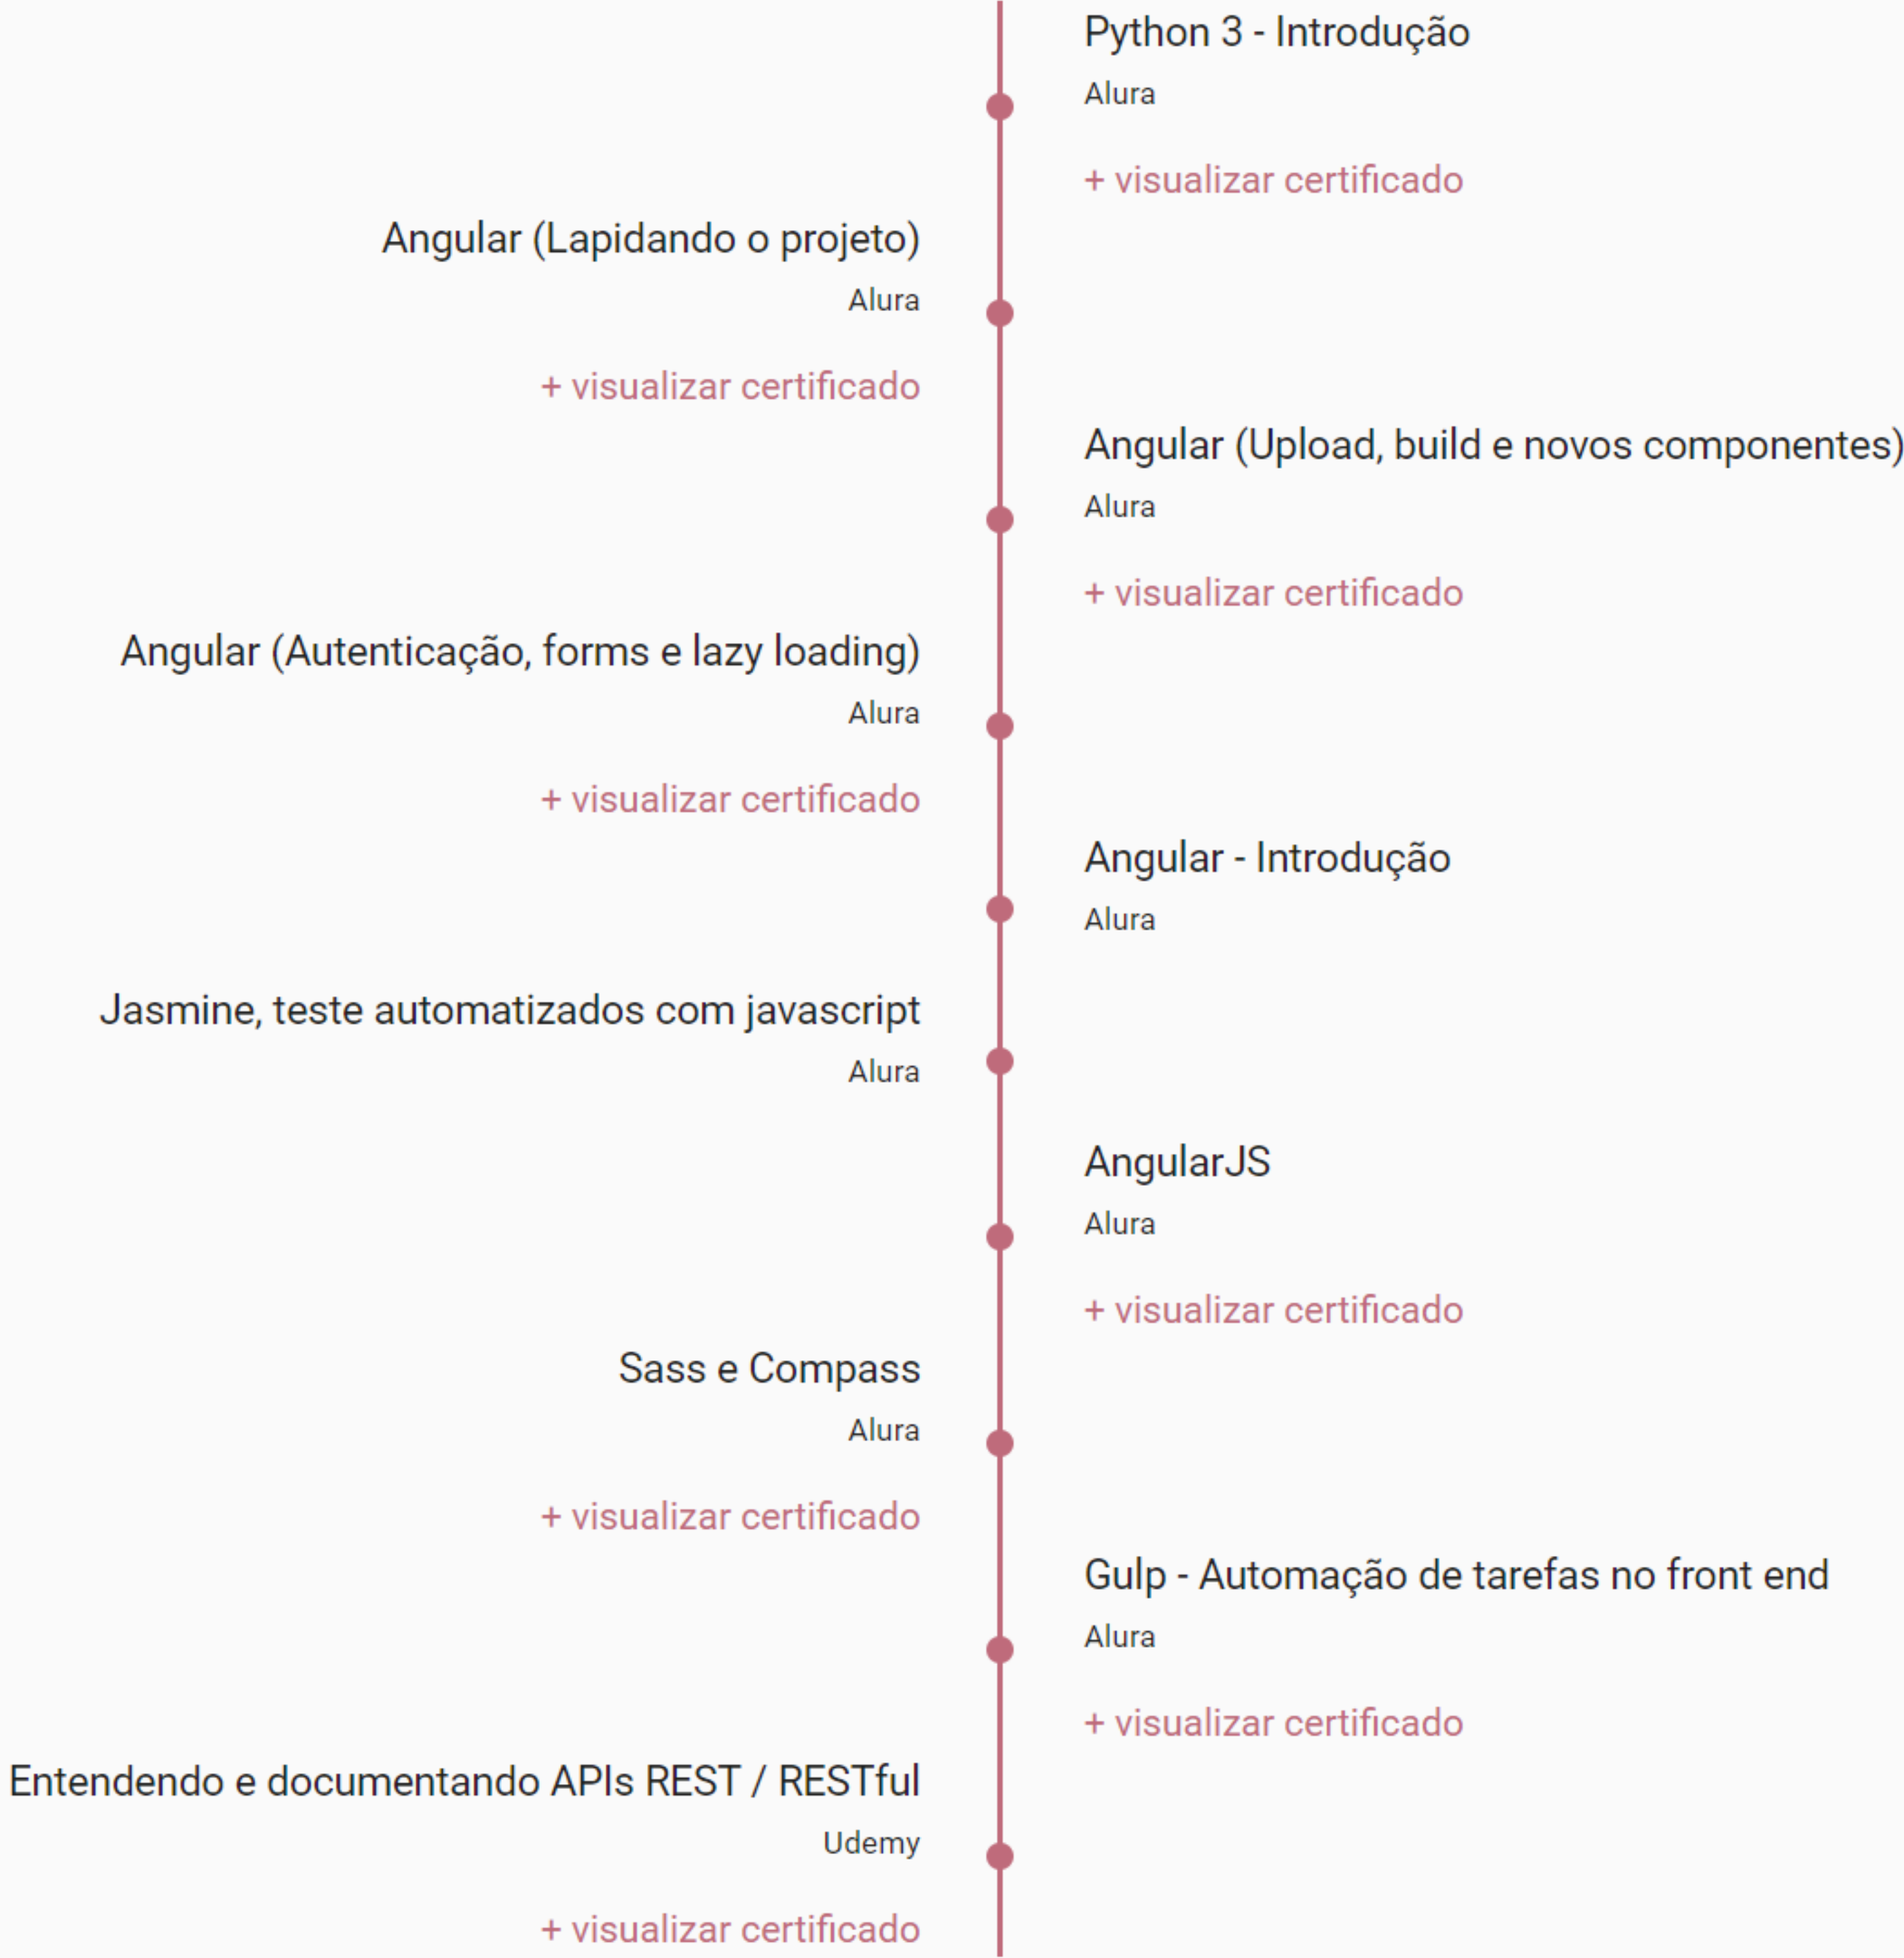 Python 3 - Introdução
Alura
+ visualizar certificado
Angular (Lapidando o projeto)
Alura
+ visualizar certificado
Angular (Upload, build e novos componentes)
Alura
+ visualizar certificado
Angular (Autenticação, forms e lazy loading)
Alura
+ visualizar certificado
Angular - Introdução
Alura
Jasmine, teste automatizados com javascript
Alura
AngularJS
Alura
+ visualizar certificado
Sass e Compass
Alura
+ visualizar certificado
Gulp - Automação de tarefas no front end
Alura
+ visualizar certificado
Entendendo e documentando APIs REST / RESTful
Udemy
+ visualizar certificado